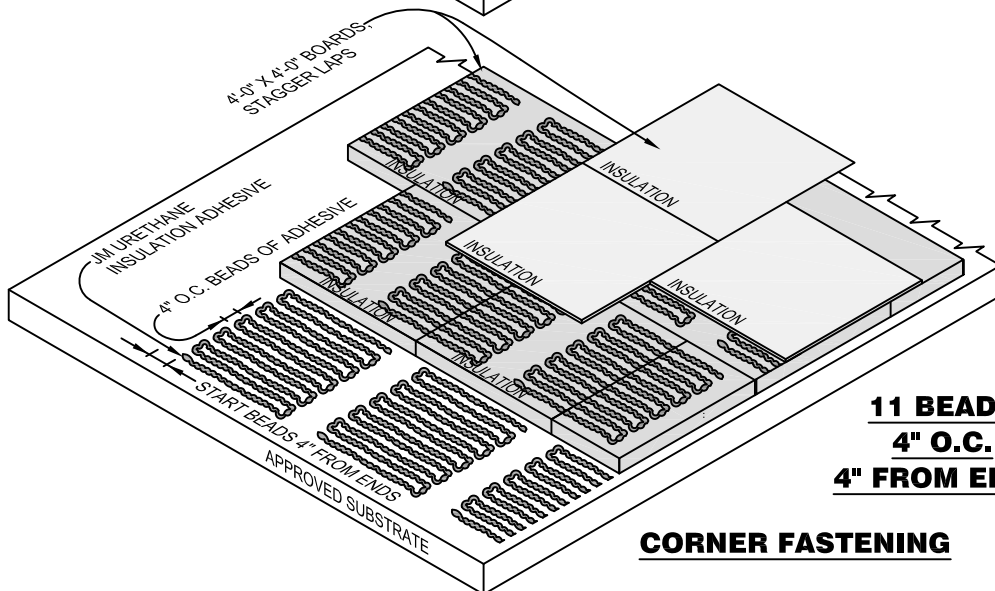 4'-0" X 4'-0" BOARDS,
STAGGER LAPS
JM URETHANE
INSULATION ADHESIVE
4" O.C. BEADS OF ADHESIVE
INSULATION
INSULATION
INSULATION
INSULATION
INSULATION
INSULATION
START BEADS 4" FROM ENDS
APPROVED SUBSTRATE
11 BEAD
4" O.C.
4" FROM
CORNER FASTENING